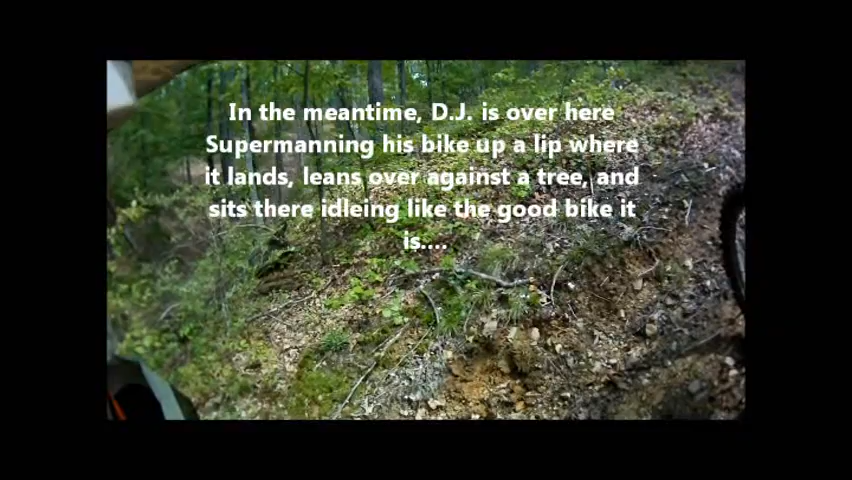 In the meantime, D.J. is over here
Supermanning his bike up a lip where
it lands, leans over against a tree, and
sits there idleing like the good bike it
is....